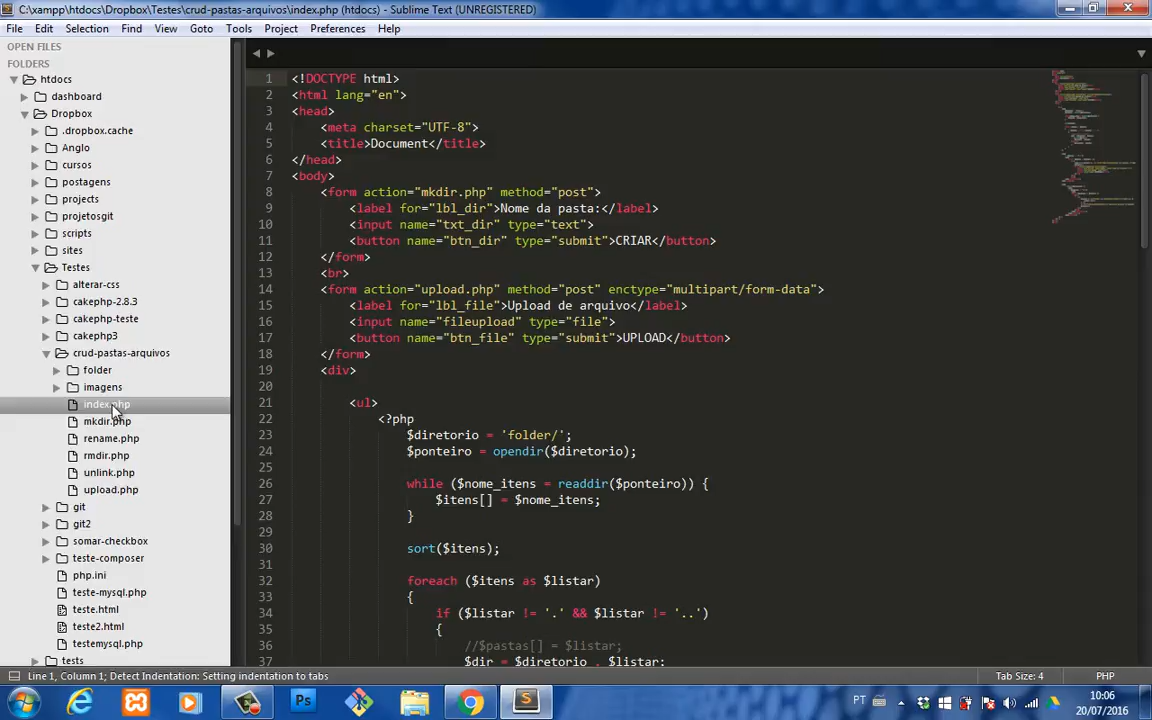 C:\xampp\htdocs\Dropbox\Testes\crud-pastas-arquivos\index.php (htdocs) - Sublime Text (UNREGISTERED)
File Edit Selection Find View Goto Tools Project Preferences Help
OPEN FILES
FOLDERS
htdocs
dashboard
Dropbox
.dropbox.cache
Anglo
cursos
postagens
projects
projetosgit
scripts
sites
Testes
alterar-css
cakephp-2.8.3
cakephp-teste
cakephp3
crud-pastas-arquivos
folder
imagens
index.php
mkdir.php
rename.php
rmdir.php
unlink.php
upload.php
git
git2
somar-checkbox
teste-composer
php.ini
teste-mysql.php
teste.html
teste2.html
testemysql.php
tests
1 <!DOCTYPE html>
2 <html lang="en">
3 <head>
4 <meta charset="UTF-8">
5 <title>Document</title>
6 </head>
7 <body>
8 <form action="mkdir.php" method="post">
9 <label for="lbl_dir">Nome da pasta:</label>
10 <input name="txt_dir" type="text">
11 <button name="btn_dir" type="submit">CRIAR</button>
12 </form>
13 <br>
14 <form action="upload.php" method="post" enctype="multipart/form-data">
15 <label for="lbl_file">Upload de arquivo</label>
16 <input name="fileupload" type="file">
17 <button name="btn_file" type="submit">UPLOAD</button>
18 </form>
19 <div>
20
21 <ul>
22 <?php
23 $diretorio = 'folder/';
24 $ponteiro = opendir($diretorio);
25
26 while ($nome_itens = readdir($ponteiro)) {
27 $itens[] = $nome_itens;
28 }
29
30 sort($itens);
31
32 foreach ($itens as $listar)
33 {
34 if ($listar != '.' && $listar != '..')
35 {
36 //$pastas[] = $listar;
37 $dir = $diretorio . $listar;
Line 1, Column 1; Detect Indentation: Setting indentation to tabs Tab Size: 4 PHP
Ps PT 10:06
20/07/2016